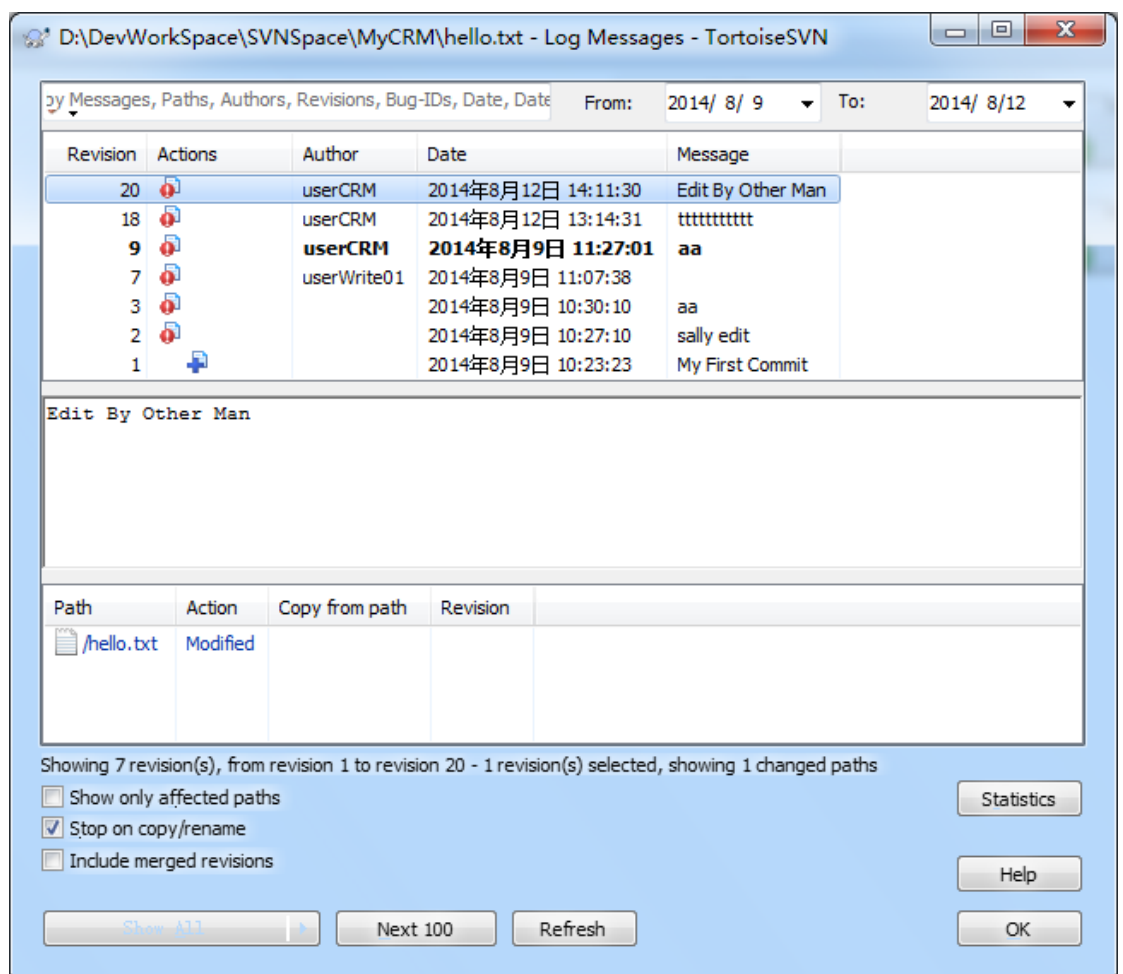 D:\DevWorkSpace\SVNSpace\MyCRM\hello.txt - Log Messages - TortoiseSVN
by Messages, Paths, Authors, Revisions, Bug-IDs, Date, Date From: 2014/ 8/ 9 To: 2014/ 8/12
Revision Actions Author Date Message
20 userCRM 2014年8月12日 14:11:30 Edit By Other Man
18 userCRM 2014年8月12日 13:14:31 ttttttttttt
9 userCRM 2014年8月9日 11:27:01 aa
7 userWrite01 2014年8月9日 11:07:38
3 2014年8月9日 10:30:10 aa
2 2014年8月9日 10:27:10 sally edit
1 2014年8月9日 10:23:23 My First Commit
Edit By Other Man
Path Action Copy from path Revision
/hello.txt Modified
Showing 7 revision(s), from revision 1 to revision 20 - 1 revision(s) selected, showing 1 changed paths
Show only affected paths
Statistics
Stop on copy/rename
Include merged revisions
Help
Show All Next 100 Refresh OK